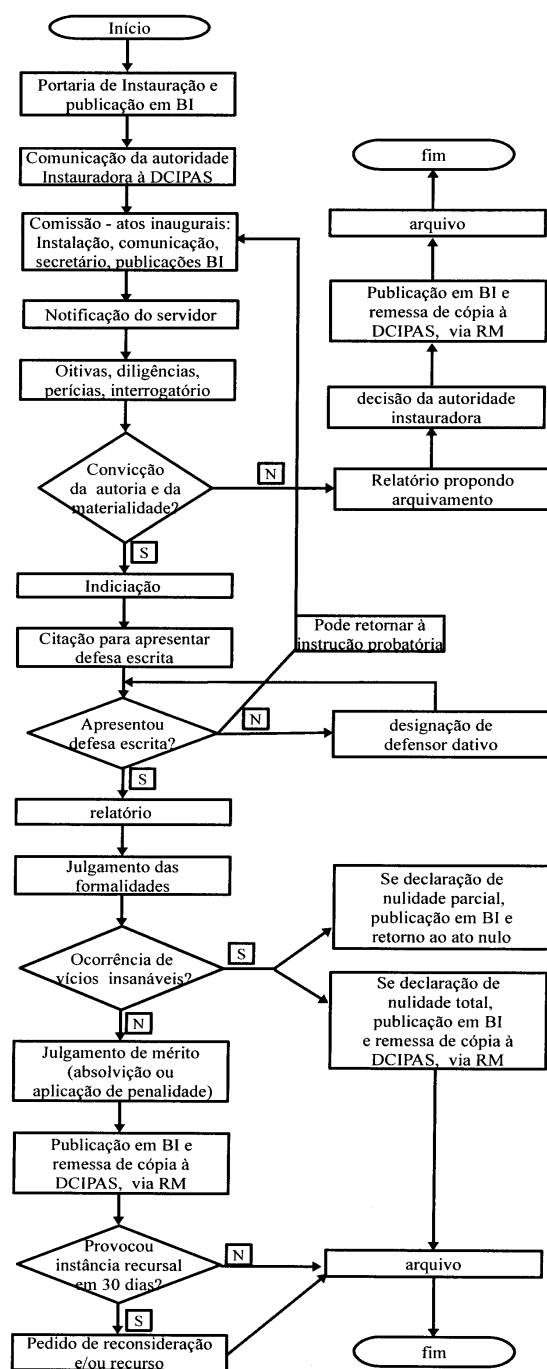 Início
Portaria de Instauração e
publicação em BI
Comunicação da autoridade
Instauradora à DCIPAS
Comissão - atos inaugurais:
Instalação, comunicação,
secretário, publicações BI
Notificação do servidor
Oitivas, diligências,
perícias, interrogatório
Convicção
da autoria e da
materialidade?
N
Relatório propondo
arquivamento
decisão da autoridade
instauradora
Publicação em BI e
remessa de cópia à
DCIPAS, via RM
arquivo
fim
S
Indiciação
Citação para apresentar
defesa escrita
Pode retornar à
instrução probatória
Apresentou
defesa escrita?
N
designação de
defensor dativo
S
relatório
Julgamento das
formalidades
Ocorrência de
vícios insanáveis?
S
Se declaração de
nulidade parcial,
publicação em BI e
retorno ao ato nulo
Se declaração de
nulidade total,
publicação em BI
e remessa de cópia à
DCIPAS, via RM
N
Julgamento de mérito
(absolvição ou
aplicação de penalidade)
Publicação em BI e
remessa de cópia à
DCIPAS, via RM
Provocou
instância recursal
em 30 dias?
N
arquivo
S
Pedido de reconsideração
e/ou recurso
fim